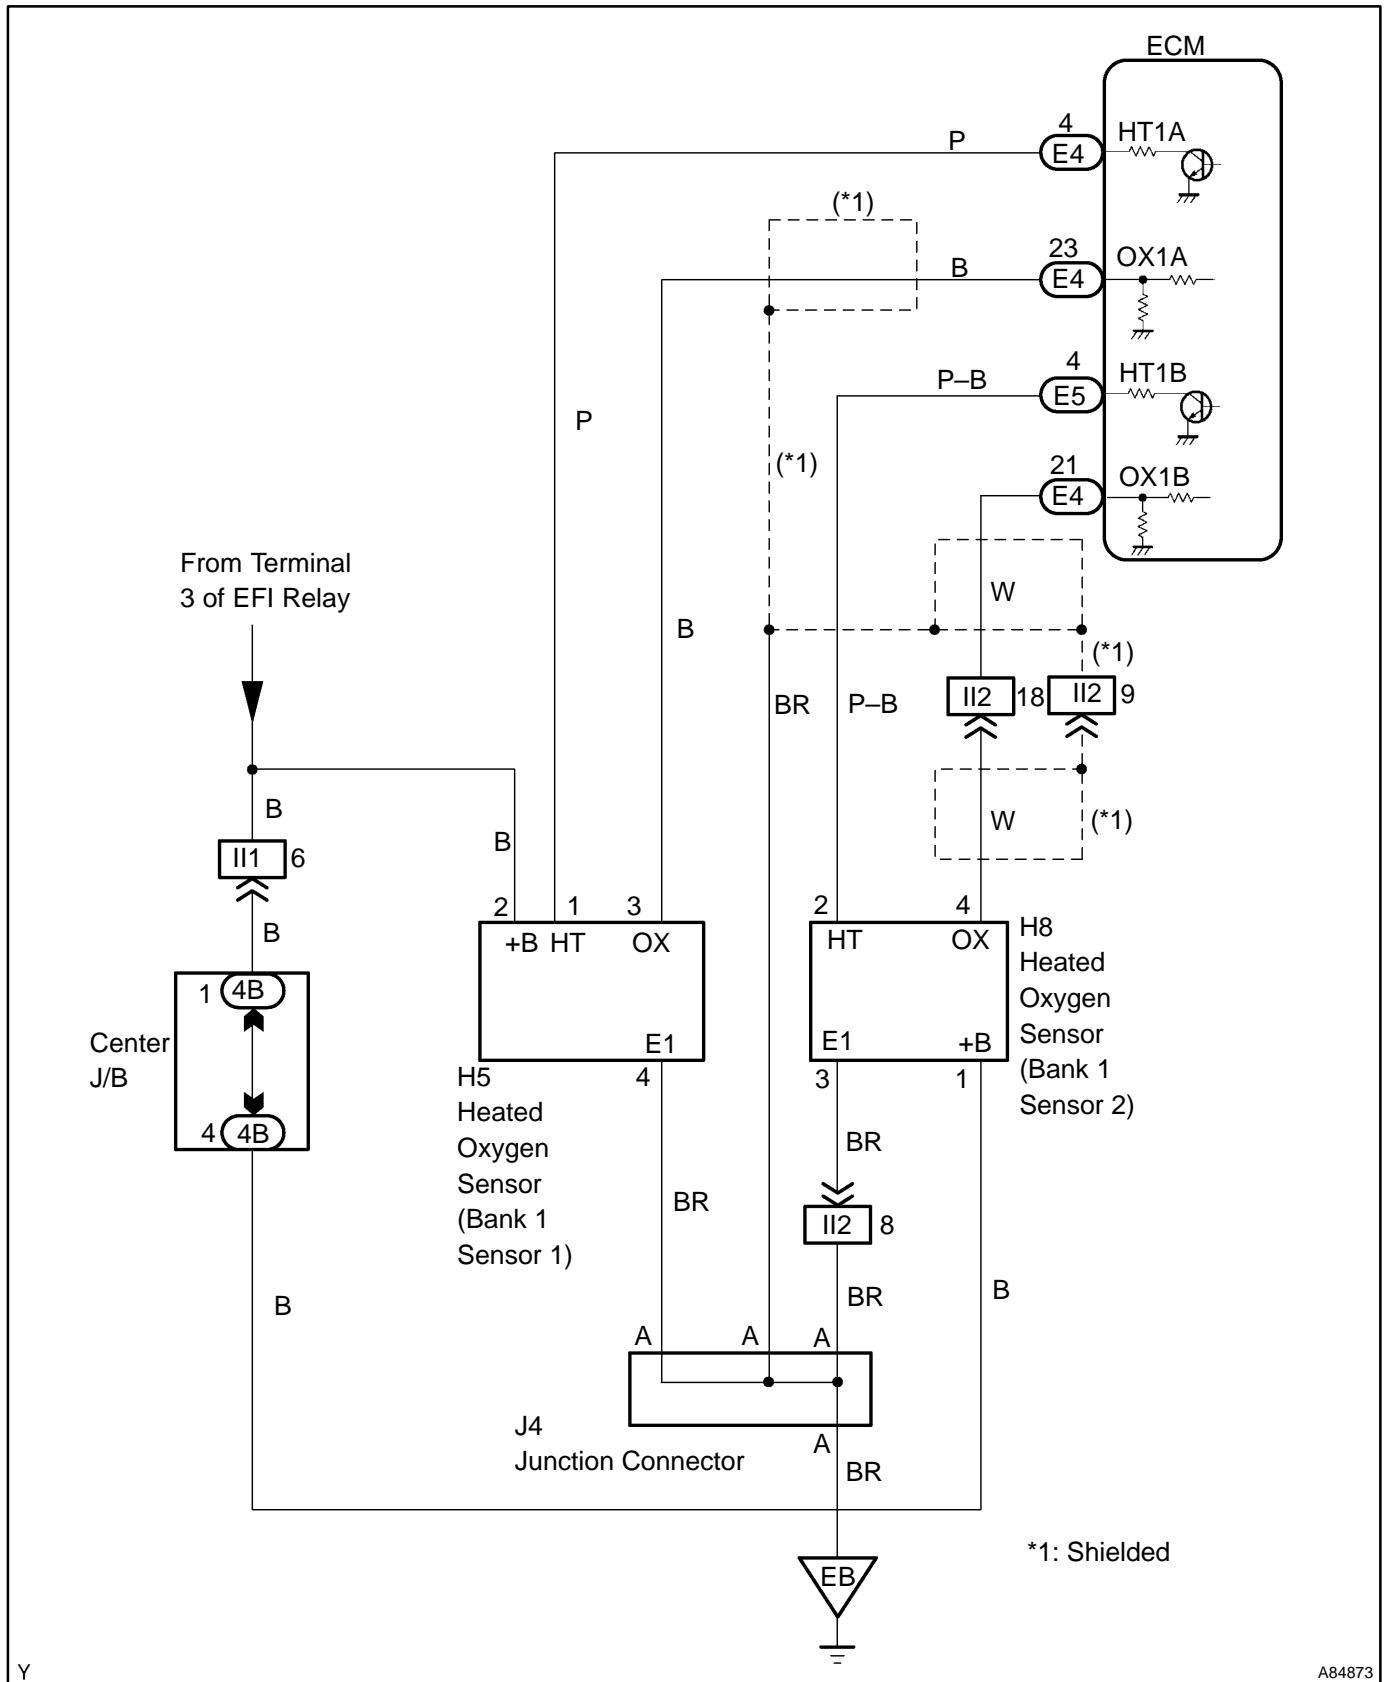 ECM
4
HT1A
P
E4
(*1)
23
OX1A
B
E4
4
HT1B
P–B
E5
P
(*1)
21
OX1B
E4
From Terminal
3 of EFI Relay
W
B
(*1)
BR
P–B
II2
18
II2
9
B
B
W
(*1)
II1
6
2
1
3
2
4
H8
Heated
Oxygen
Sensor
(Bank 1
Sensor 2)
B
+B
HT
OX
HT
OX
1
4B
Center
J/B
E1
E1
+B
H5
Heated
Oxygen
Sensor
(Bank 1
Sensor 1)
4
3
1
4
4B
BR
BR
II2
8
B
BR
B
A
A
A
J4
Junction Connector
A
BR
*1: Shielded
EB
Y
A84873